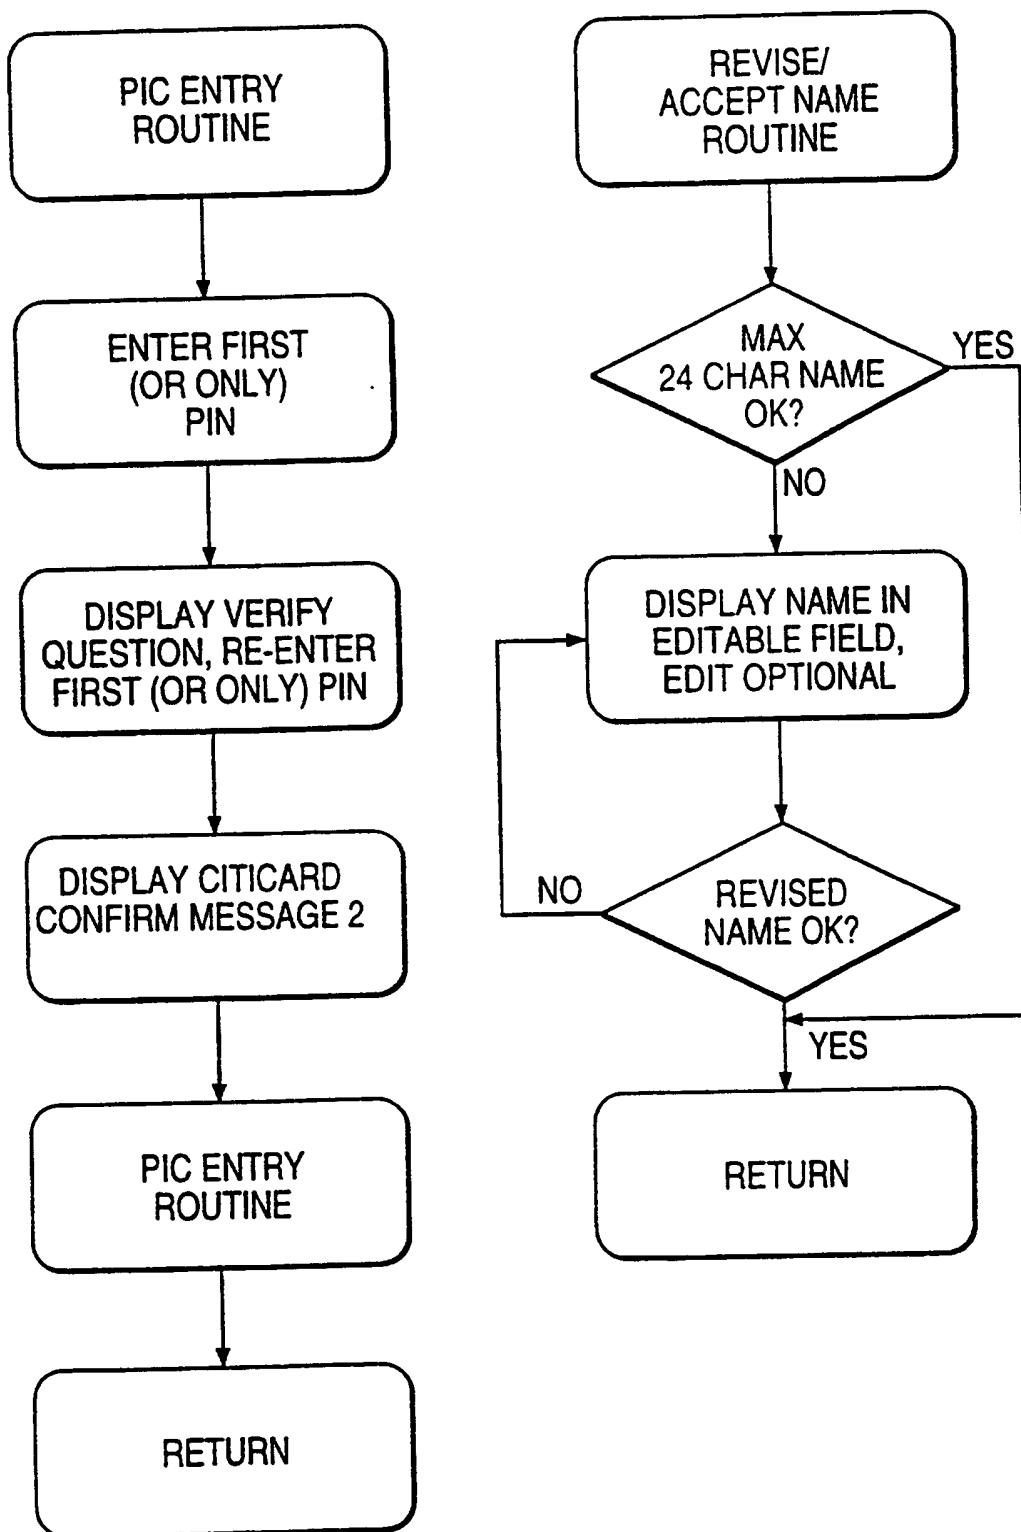 PIC ENTRY
ROUTINE
ENTER FIRST
(OR ONLY)
PIN
DISPLAY VERIFY
QUESTION, RE-ENTER
FIRST (OR ONLY) PIN
DISPLAY CITICARD
CONFIRM MESSAGE 2
PIC ENTRY
ROUTINE
RETURN
REVISE/
ACCEPT NAME
ROUTINE
MAX
24 CHAR NAME
OK?
YES
NO
DISPLAY NAME IN
EDITABLE FIELD,
EDIT OPTIONAL
REVISED
NAME OK?
NO
YES
RETURN